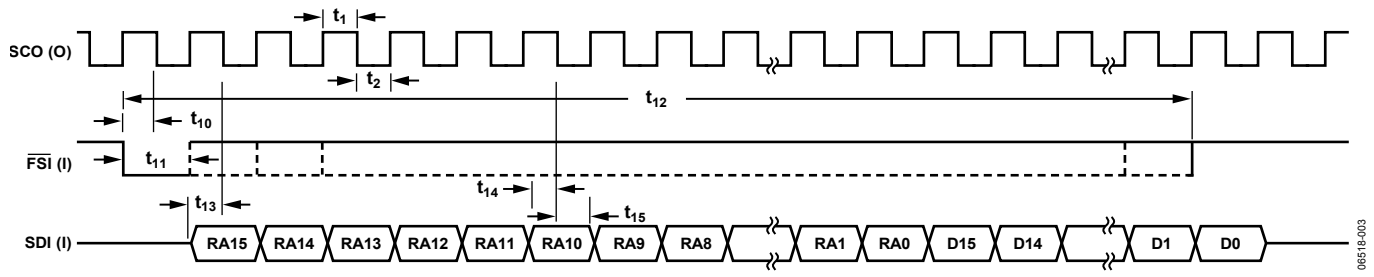 t1
SCO (O)
t2
t12
t10
FSI (I)
t11
t14
t13
t15
SDI (I) RA15 RA14 RA13 RA12 RA11 RA10 RA9 RA8 RA1 RA0 D15 D14 D1 D0
06518-003